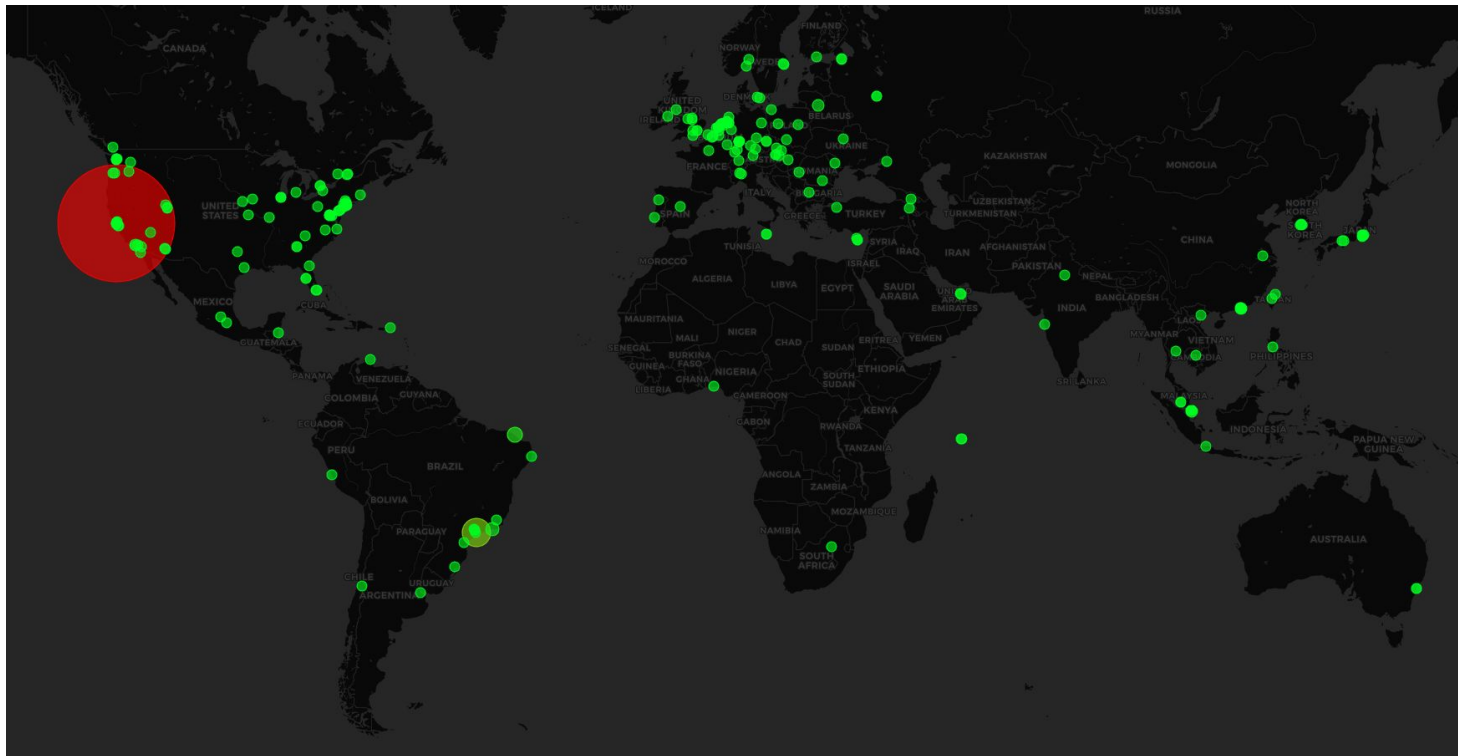 ICELAND
RUSSIA
FINLAND
CANADA
NORWAY
UNITED
KINGDOM
IRELAND
BELARUS
UKRAINE
KAZAKHSTAN
MONGOLIA
FRANCE
ITALY
BULGARIA
UNITED
STATES
SPAIN
GREECE
TURKEY
UZBEKISTAN
TURKMENISTAN
NORTH
KOREA
SOUTH
KOREA
JAPAN
CHINA
TUNISIA
SYRIA
MOROCCO
ISRAEL
IRAQ
IRAN
AFGHANISTAN
PAKISTAN
NEPAL
ALGERIA
LIBYA
EGYPT
SAUDI
ARABIA
UNITED
ARAB
EMIRATES
BANGLADESH
INDIA
MEXICO
CUBA
TAIWAN
LAOS
MYANMAR
MAURITANIA
MALI
NIGER
CHAD
SUDAN
ERITREA
YEMEN
GUATEMALA
VIETNAM
CAMBODIA
PHILIPPINES
SENEGAL
GUINEA
BURKINA
FASO
GHANA
LIBERIA
NIGERIA
SOUTH
SUDAN
ETHIOPIA
PANAMA
VENEZUELA
GUYANA
COLOMBIA
CAMEROON
SRI LANKA
MALAYSIA
ECUADOR
GABON
KENYA
RWANDA
TANZANIA
INDONESIA
PAPUA NEW
GUINEA
PERU
BRAZIL
ANGOLA
ZAMBIA
BOLIVIA
MOZAMBIQUE
PARAGUAY
NAMIBIA
SOUTH
AFRICA
AUSTRALIA
CHILE
URUGUAY
ARGENTINA